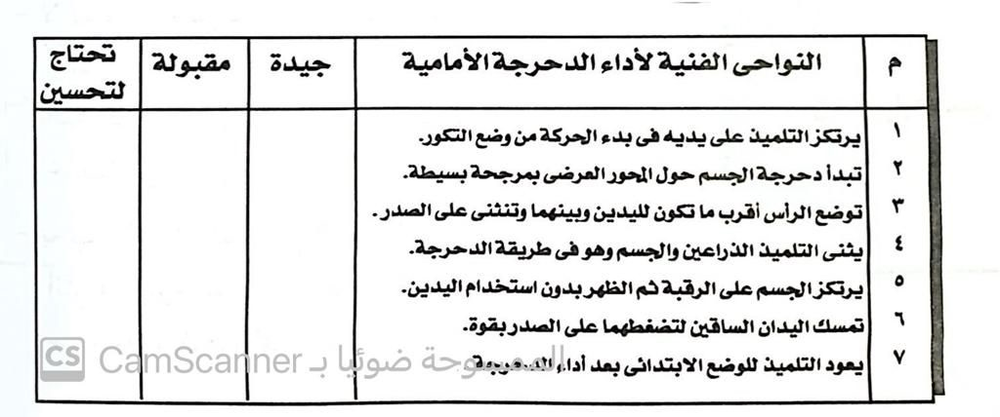 م النواحى الفنية لأداء الدحرجة الأمامية جيدة مقبولة تحتاج لتحسين
١ يرتكز التلميذ على يديه فى بدء الحركة من وضع التكور.
٢ تبدأ دحرجة الجسم حول المحور العرضى بمرجحة بسيطة.
٣ توضع الرأس أقرب ما تكون لليدين وبينهما وتنثنى على الصدر.
٤ يثنى التلميذ الذراعين والجسم وهو فى طريقة الدحرجة.
٥ يرتكز الجسم على الرقبة ثم الظهر بدون استخدام اليدين.
٦ تمسك اليدان الساقين لتضغطهما على الصدر بقوة.
٧ يعود التلميذ للوضع الابتدائى بعد أداء الدحرجة.
CS الممسوحة ضوئيا بـ CamScanner